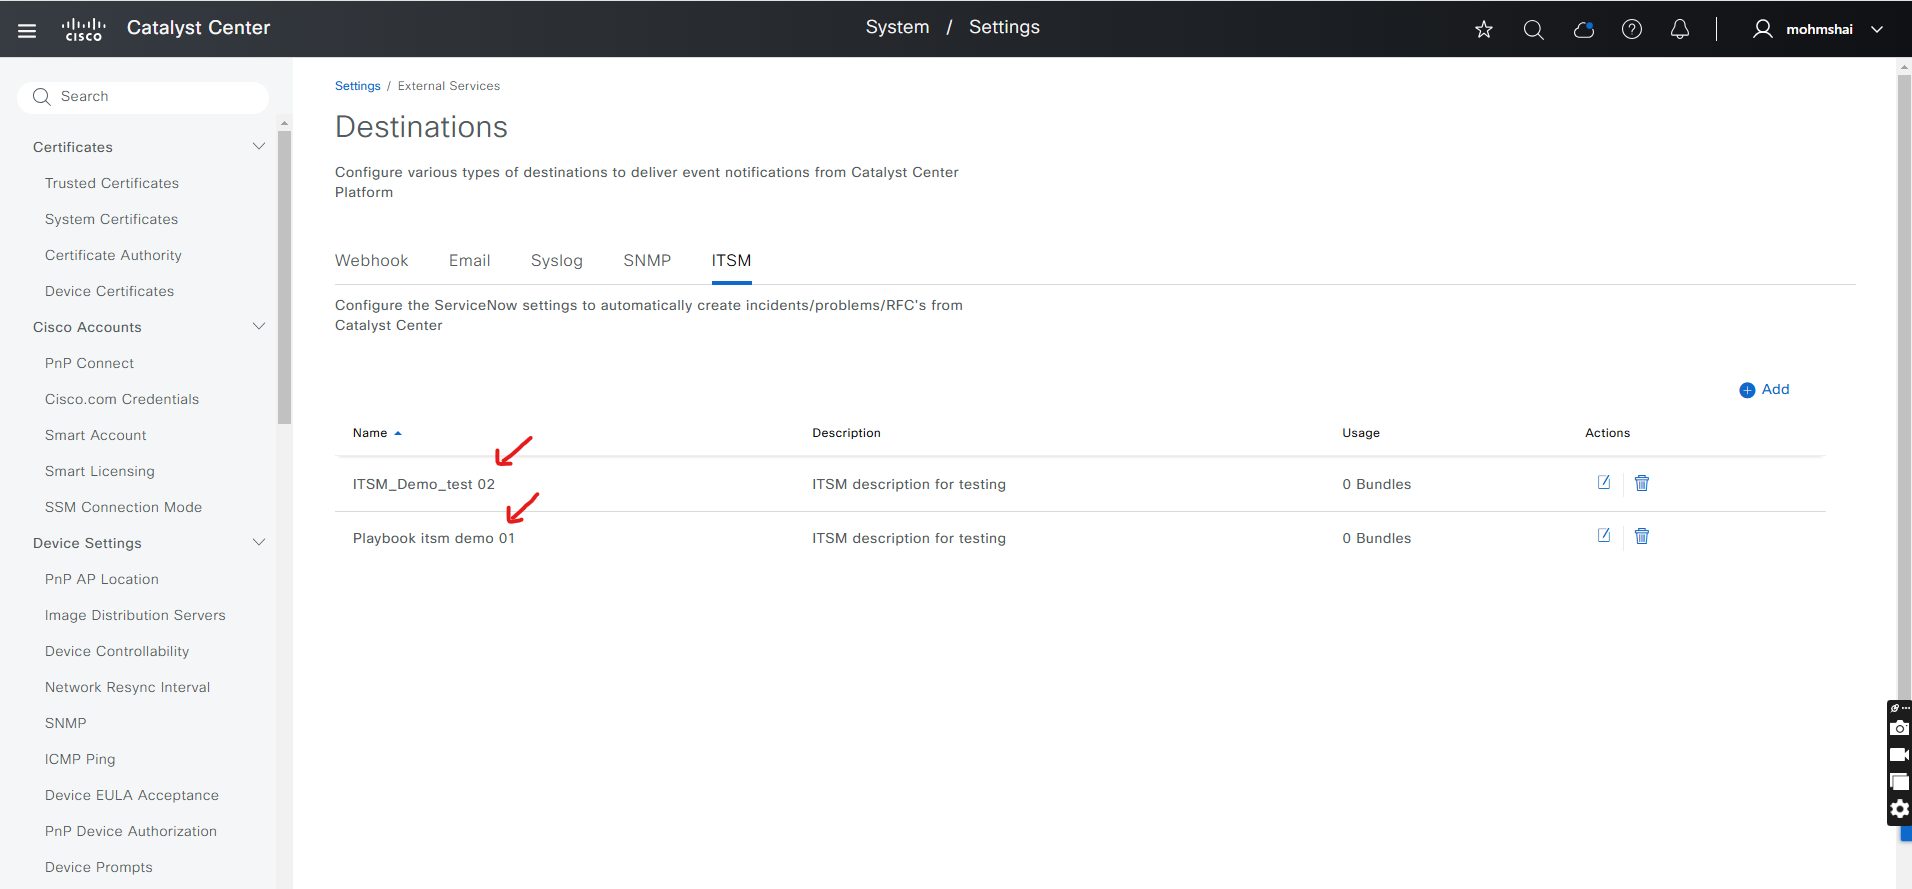 CISCO
Catalyst Center
System / Settings
mohmshai
Search
Certificates
Trusted Certificates
System Certificates
Certificate Authority
Device Certificates
Cisco Accounts
PnP Connect
Cisco.com Credentials
Smart Account
Smart Licensing
SSM Connection Mode
Device Settings
PnP AP Location
Image Distribution Servers
Device Controllability
Network Resync Interval
SNMP
ICMP Ping
Device EULA Acceptance
PnP Device Authorization
Device Prompts
Settings / External Services
Destinations
Configure various types of destinations to deliver event notifications from Catalyst Center
Platform
Webhook Email Syslog SNMP ITSM
Configure the ServiceNow settings to automatically create incidents/problems/RFC's from
Catalyst Center
Add
Name Description Usage Actions
ITSM_Demo_test 02 ITSM description for testing 0 Bundles
Playbook itsm demo 01 ITSM description for testing 0 Bundles